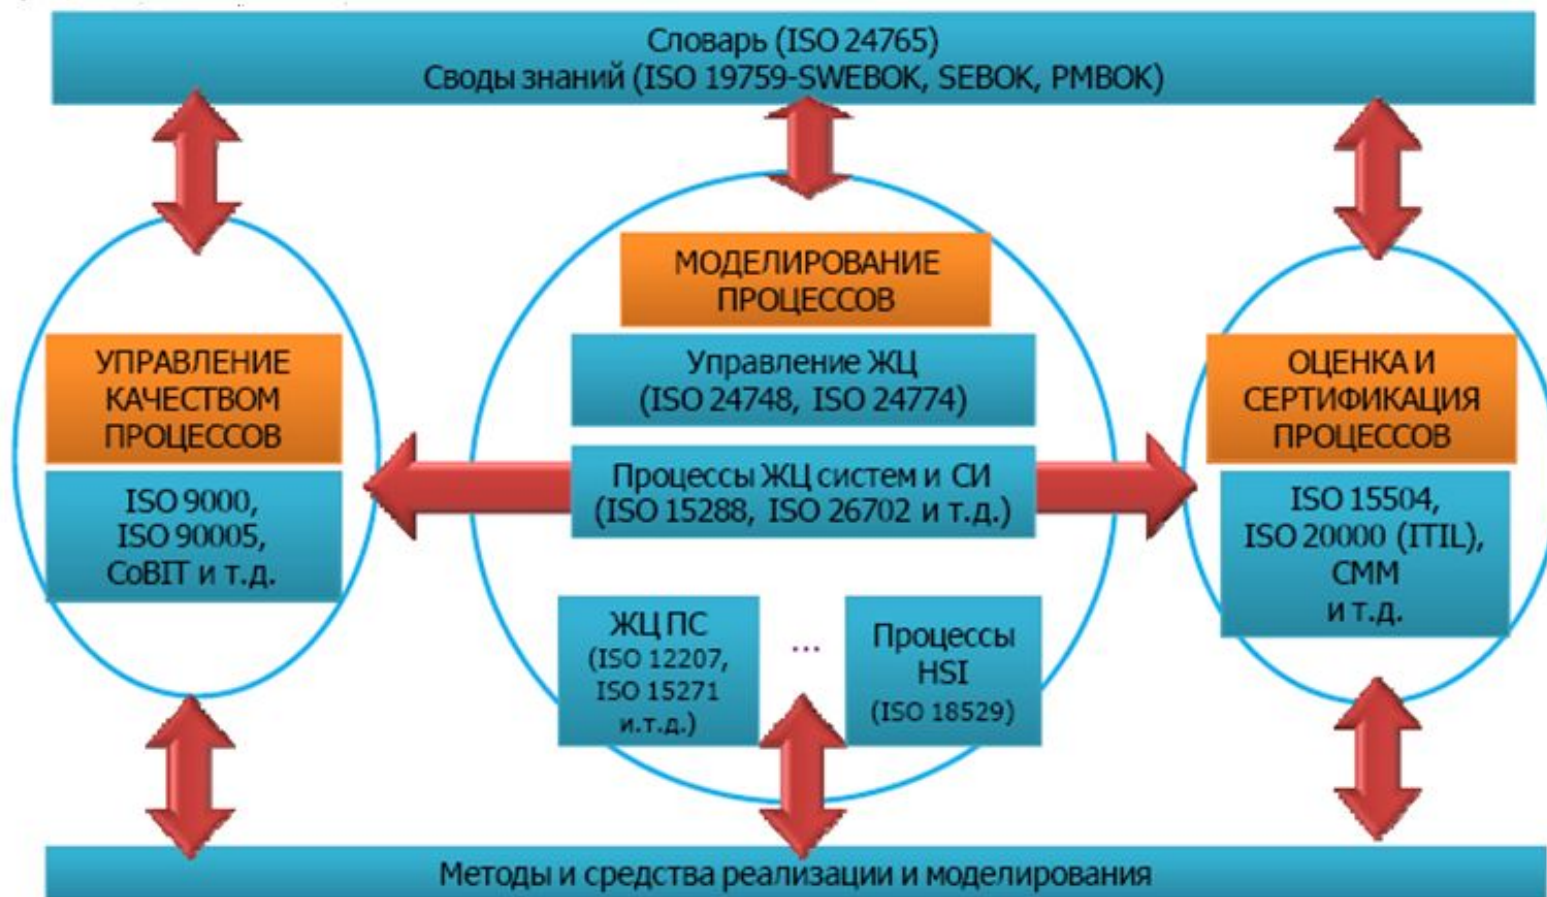 Словарь (ISO 24765)
Своды знаний (ISO 19759-SWEBOK, SEBOK, PMBOK)
МОДЕЛИРОВАНИЕ
ПРОЦЕССОВ
Управление ЖЦ
(ISO 24748, ISO 24774)
Процессы ЖЦ систем и СИ
(ISO 15288, ISO 26702 и т.д.)
ЖЦ ПС
(ISO 12207,
ISO 15271
и.т.д.)
...
Процессы
HSI
(ISO 18529)
УПРАВЛЕНИЕ
КАЧЕСТВОМ
ПРОЦЕССОВ
ISO 9000,
ISO 90005,
CoBIT и т.д.
ОЦЕНКА И
СЕРТИФИКАЦИЯ
ПРОЦЕССОВ
ISO 15504,
ISO 20000 (ITIL),
CMM
и т.д.
Методы и средства реализации и моделирования